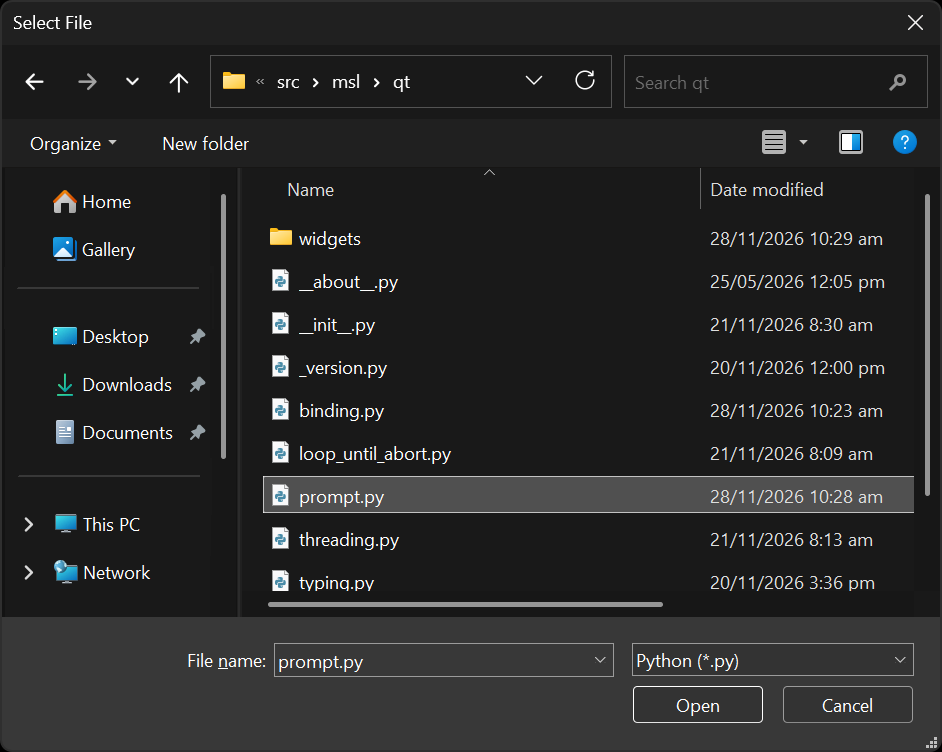 Select File
« src > msl > qt
Search qt
Organize
New folder
?
Name
Date modified
Home
Gallery
Desktop
Downloads
Documents
This PC
Network
widgets 28/11/2026 10:29 am
__about__.py 25/05/2026 12:05 pm
__init__.py 21/11/2026 8:30 am
_version.py 20/11/2026 12:00 pm
binding.py 28/11/2026 10:23 am
loop_until_abort.py 21/11/2026 8:09 am
prompt.py 28/11/2026 10:28 am
threading.py 21/11/2026 8:13 am
typing.py 20/11/2026 3:36 pm
File name: prompt.py
Python (*.py)
Open
Cancel